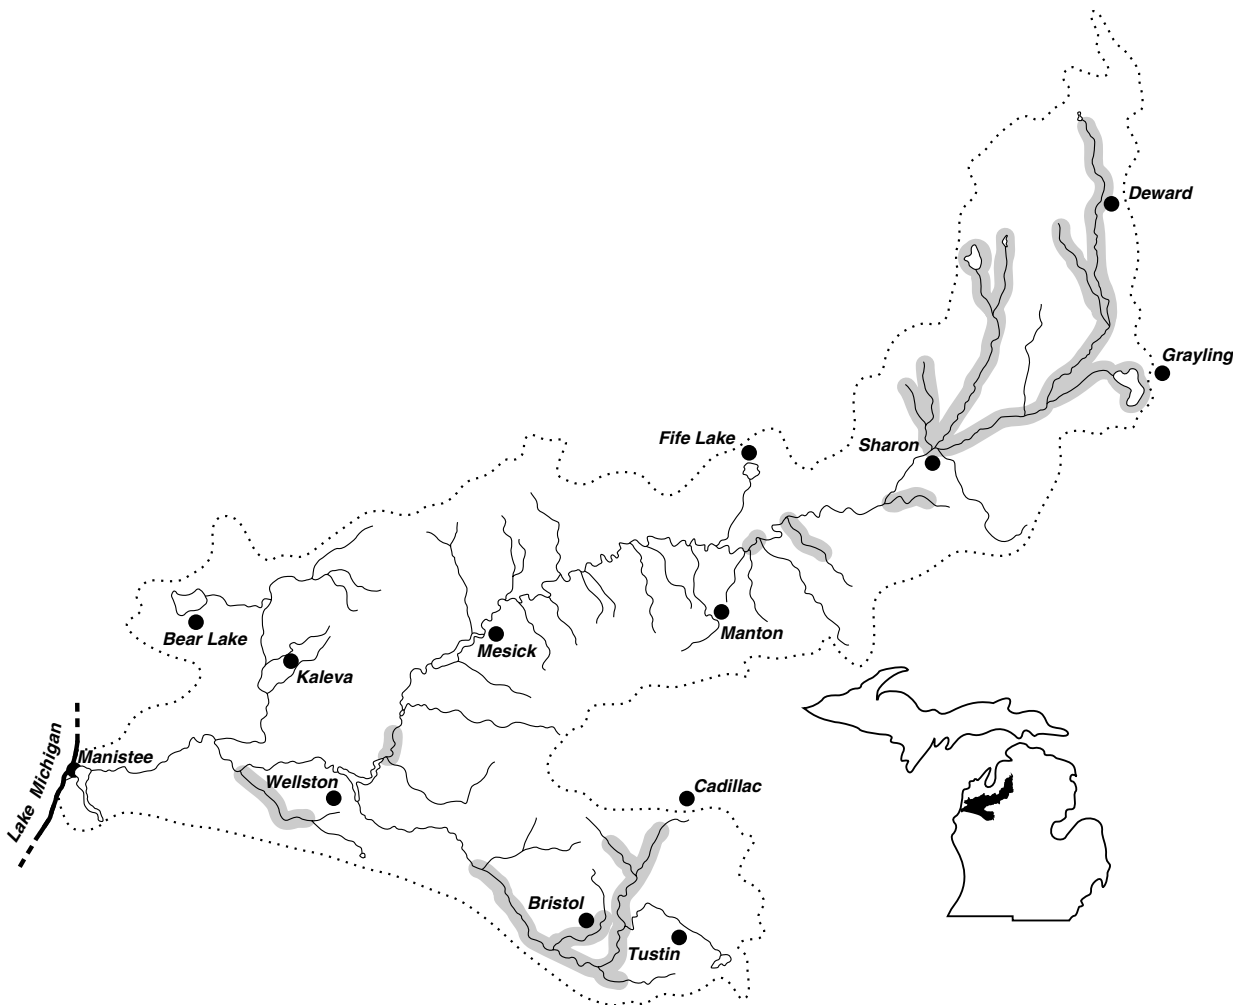 Deward
Grayling
Fife Lake
Sharon
Bear Lake
Manton
Mesick
Kaleva
Lake Michigan
Manistee
Wellston
Cadillac
Bristol
Tustin